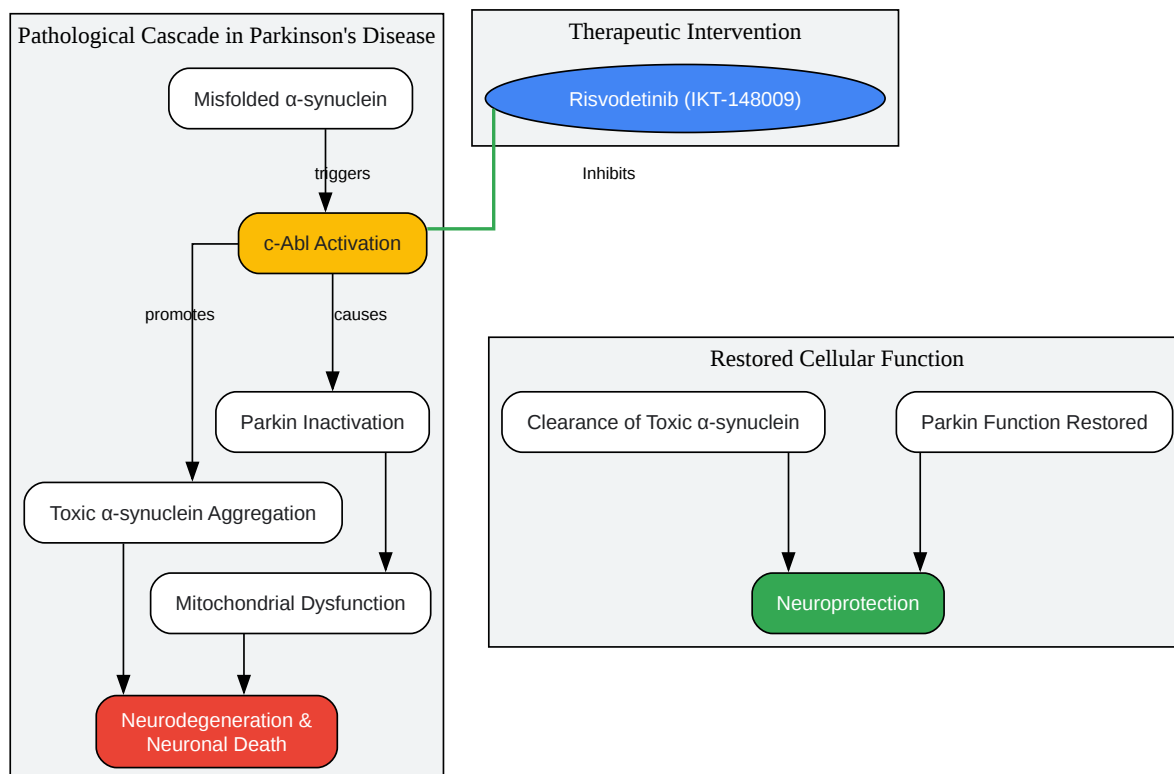 Pathological Cascade in Parkinson's Disease
Misfolded α-synuclein
triggers
c-Abl Activation
promotes
causes
Parkin Inactivation
Toxic α-synuclein Aggregation
Mitochondrial Dysfunction
Neurodegeneration &
Neuronal Death
Therapeutic Intervention
Risvodetinib (IKT-148009)
Inhibits
Restored Cellular Function
Clearance of Toxic α-synuclein
Parkin Function Restored
Neuroprotection